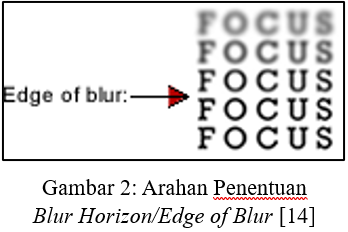 FOCUS
FOCUS
Edge of blur: FOCUS
FOCUS
FOCUS
Gambar 2: Arahan Penentuan
Blur Horizon/Edge of Blur [14]